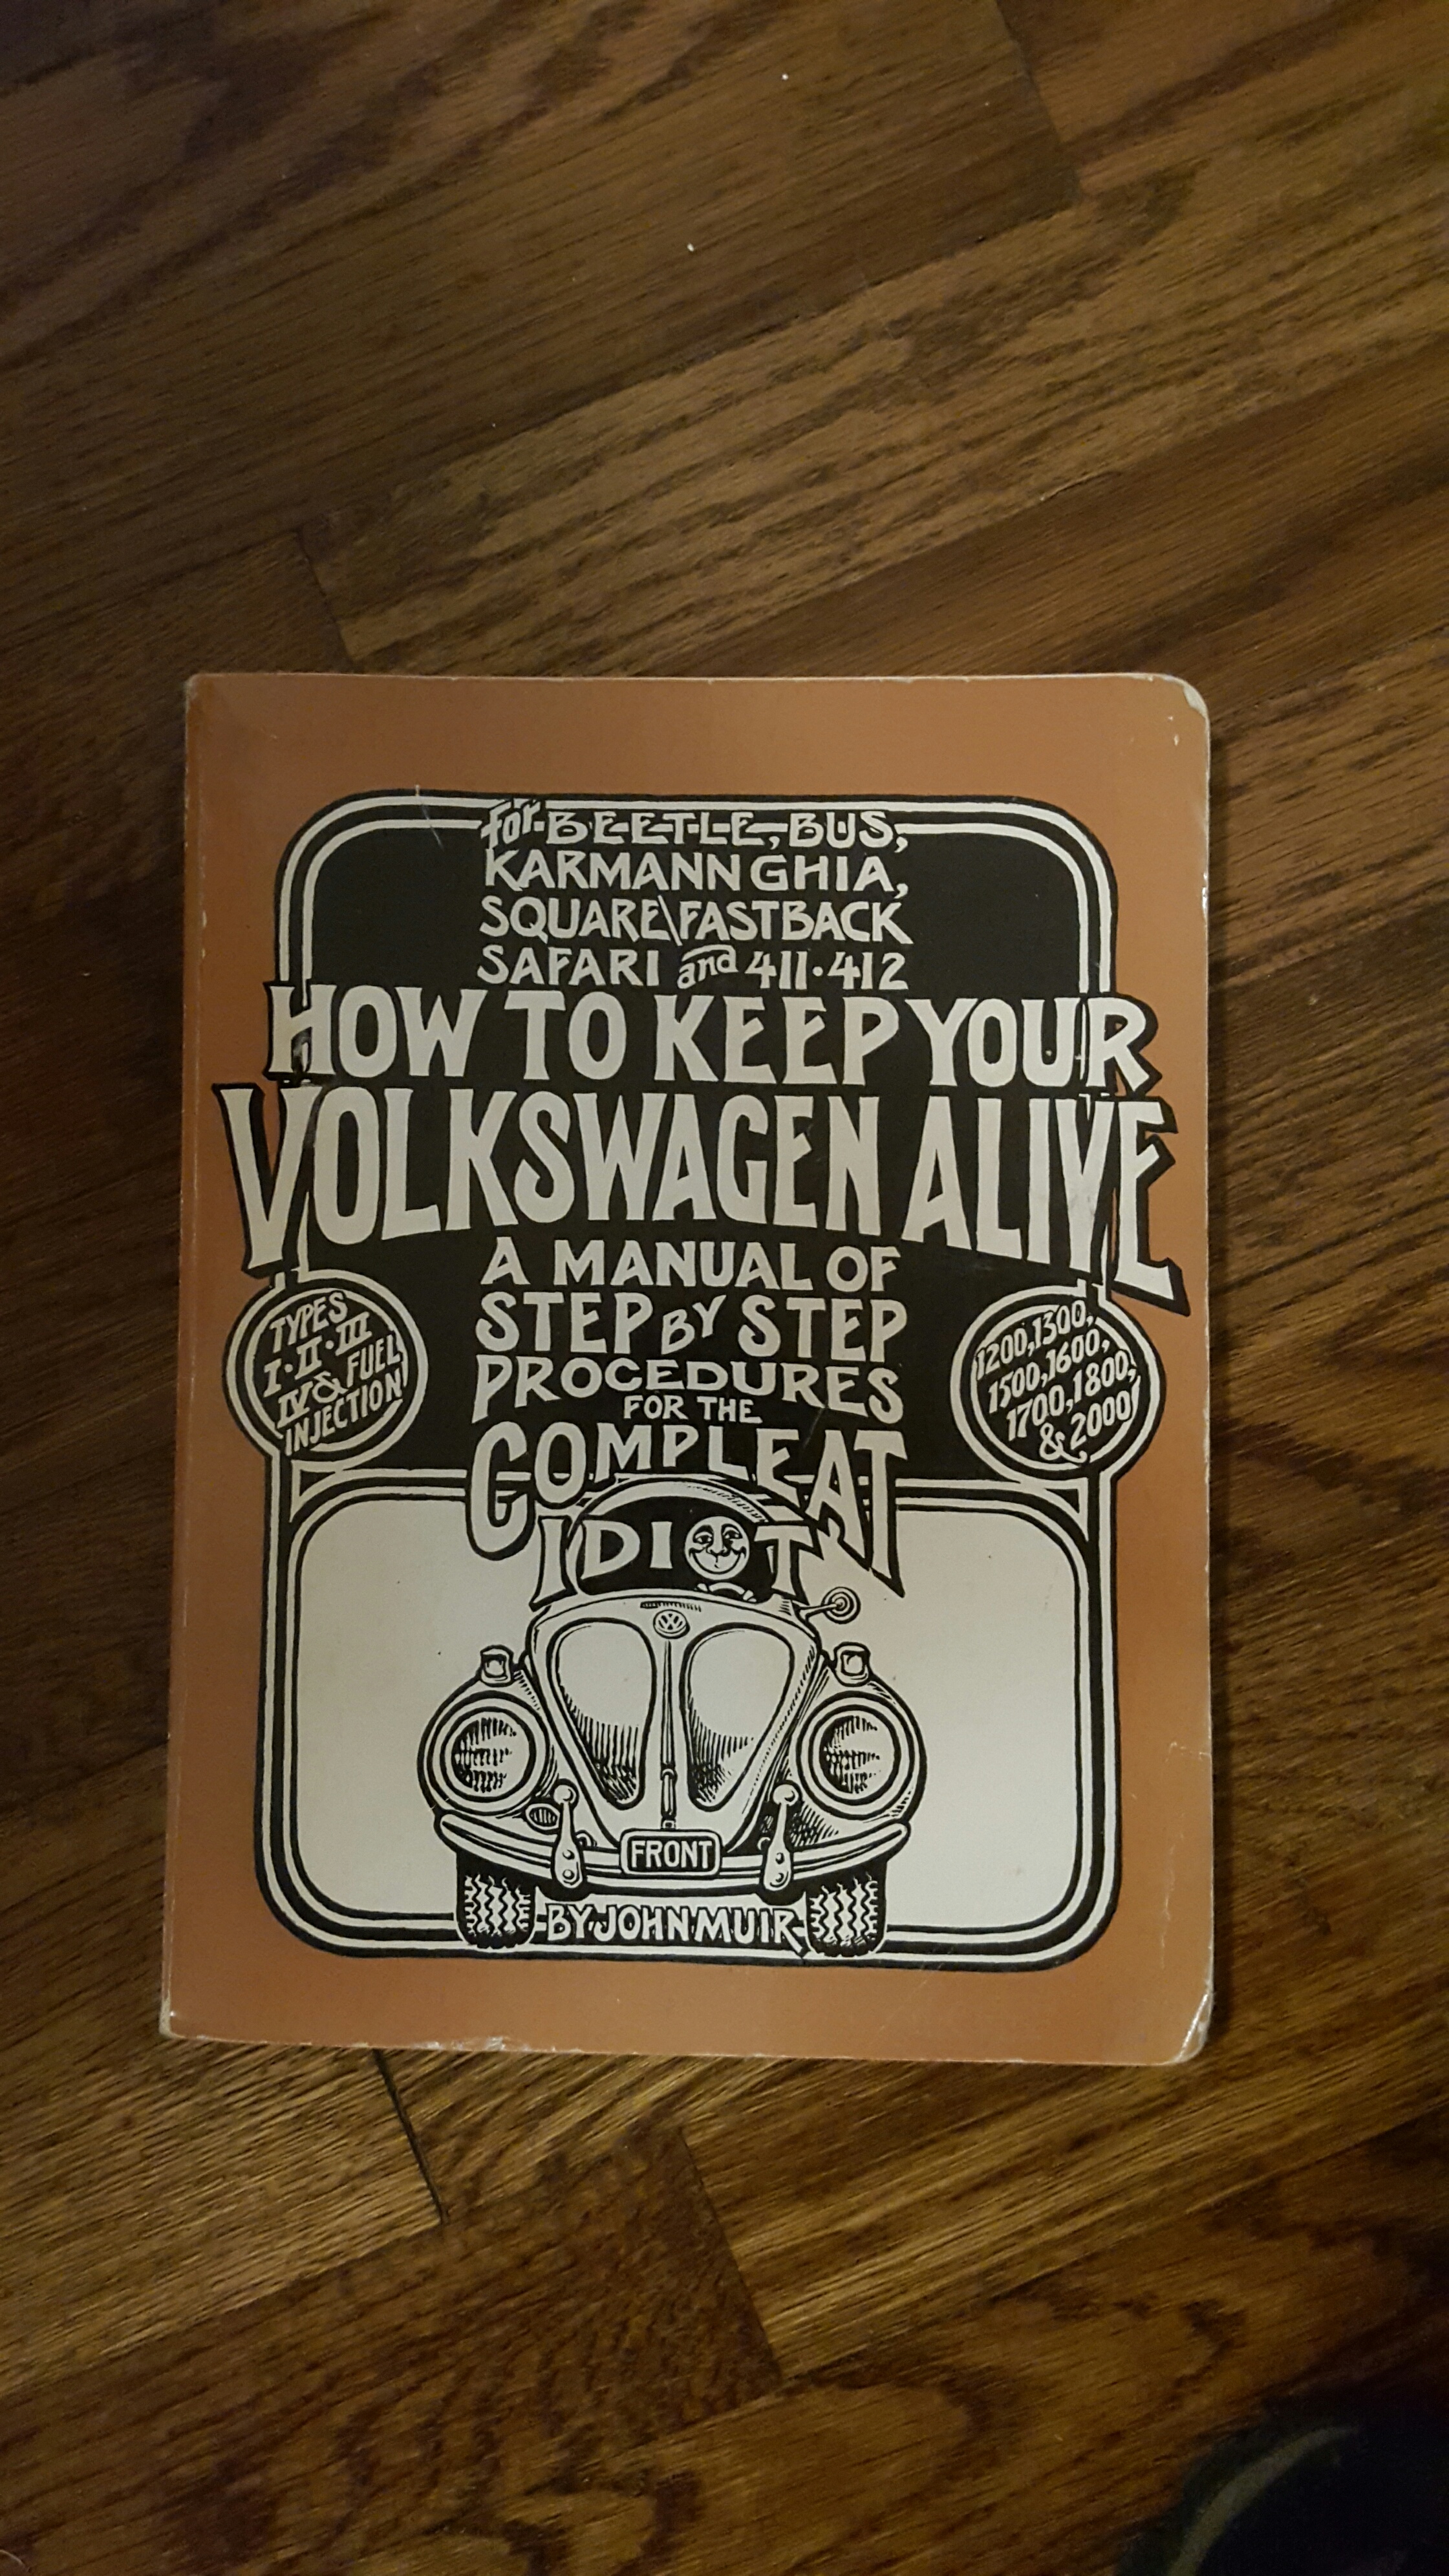 for BEETLE, BUS,
KARMANN GHIA,
SQUARE\FASTBACK
SAFARI and 411·412
HOW TO KEEP YOUR
VOLKSWAGEN ALIVE
A MANUAL OF
STEP BY STEP
PROCEDURES
FOR THE
COMPLEAT
IDIOT
TYPES
I·II·III
IV & FUEL
INJECTION
1200, 1300,
1500, 1600,
1700, 1800,
& 2000
FRONT
BY JOHN MUIR